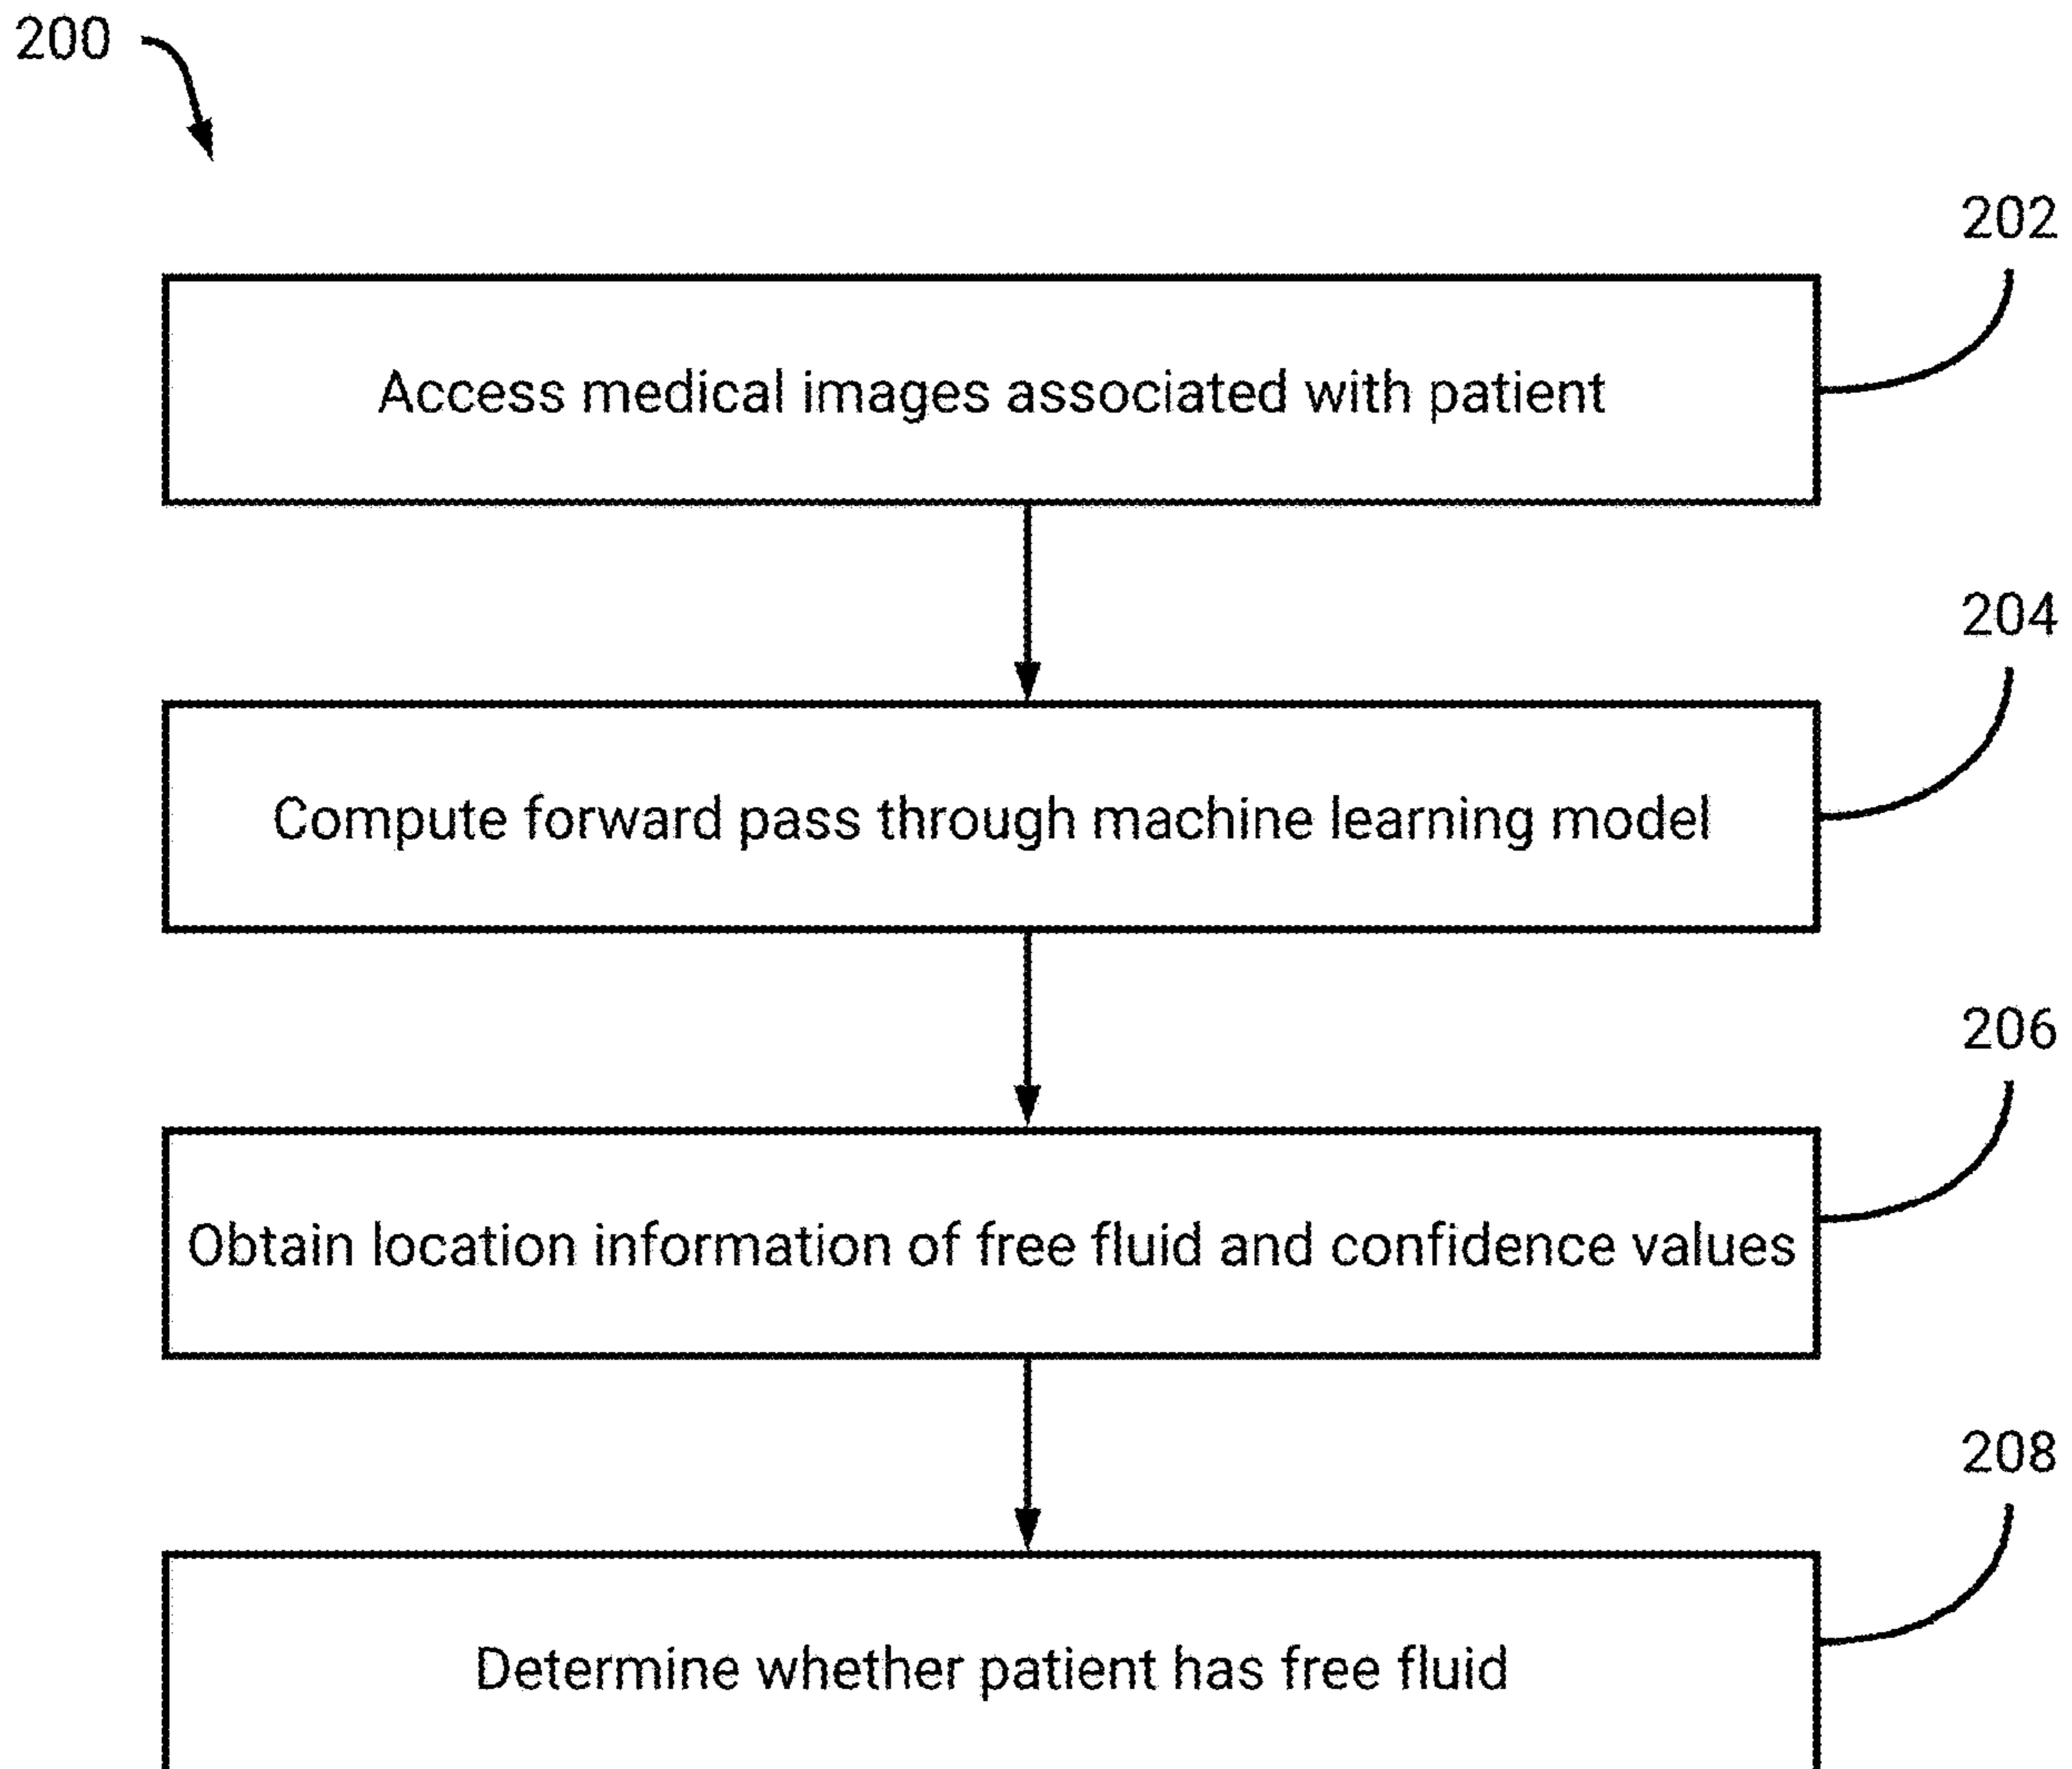 200
202
Access medical images associated with patient
204
Compute forward pass through machine learning model
206
Obtain location information of free fluid and confidence values
208
Determine whether patient has free fluid